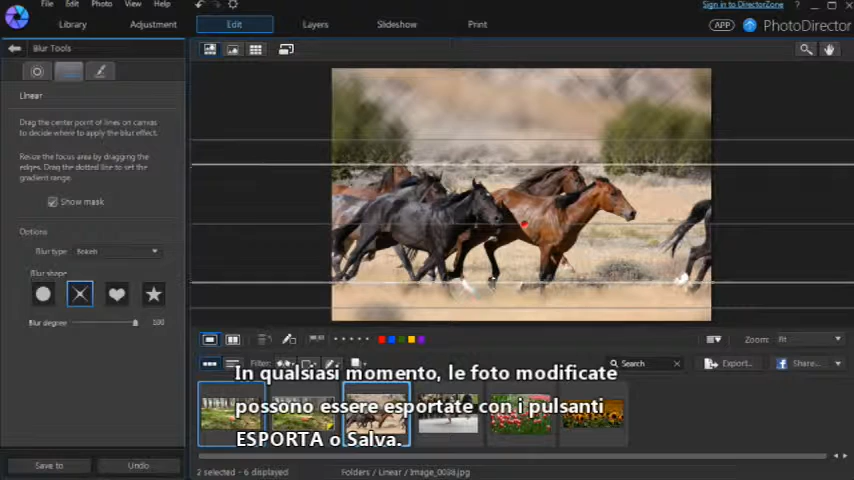 File Edit Photo View Help
Sign in to DirectorZone
Library Adjustment Edit Layers Slideshow Print
APP PhotoDirector
Blur Tools
Linear
Drag the center point of lines on canvas
to decide where to apply the blur effect.
Resize the focus area by dragging the
edges. Drag the dotted line to set the
gradient range.
Show mask
Options
Blur type Bokeh
Blur shape
Blur degree 100
Zoom: Fit
Filter: Search Export... Share...
In qualsiasi momento, le foto modificate
possono essere esportate con i pulsanti
ESPORTA o Salva.
Save to Undo
2 selected - 6 displayed Folders / Linear / Image_0038.jpg